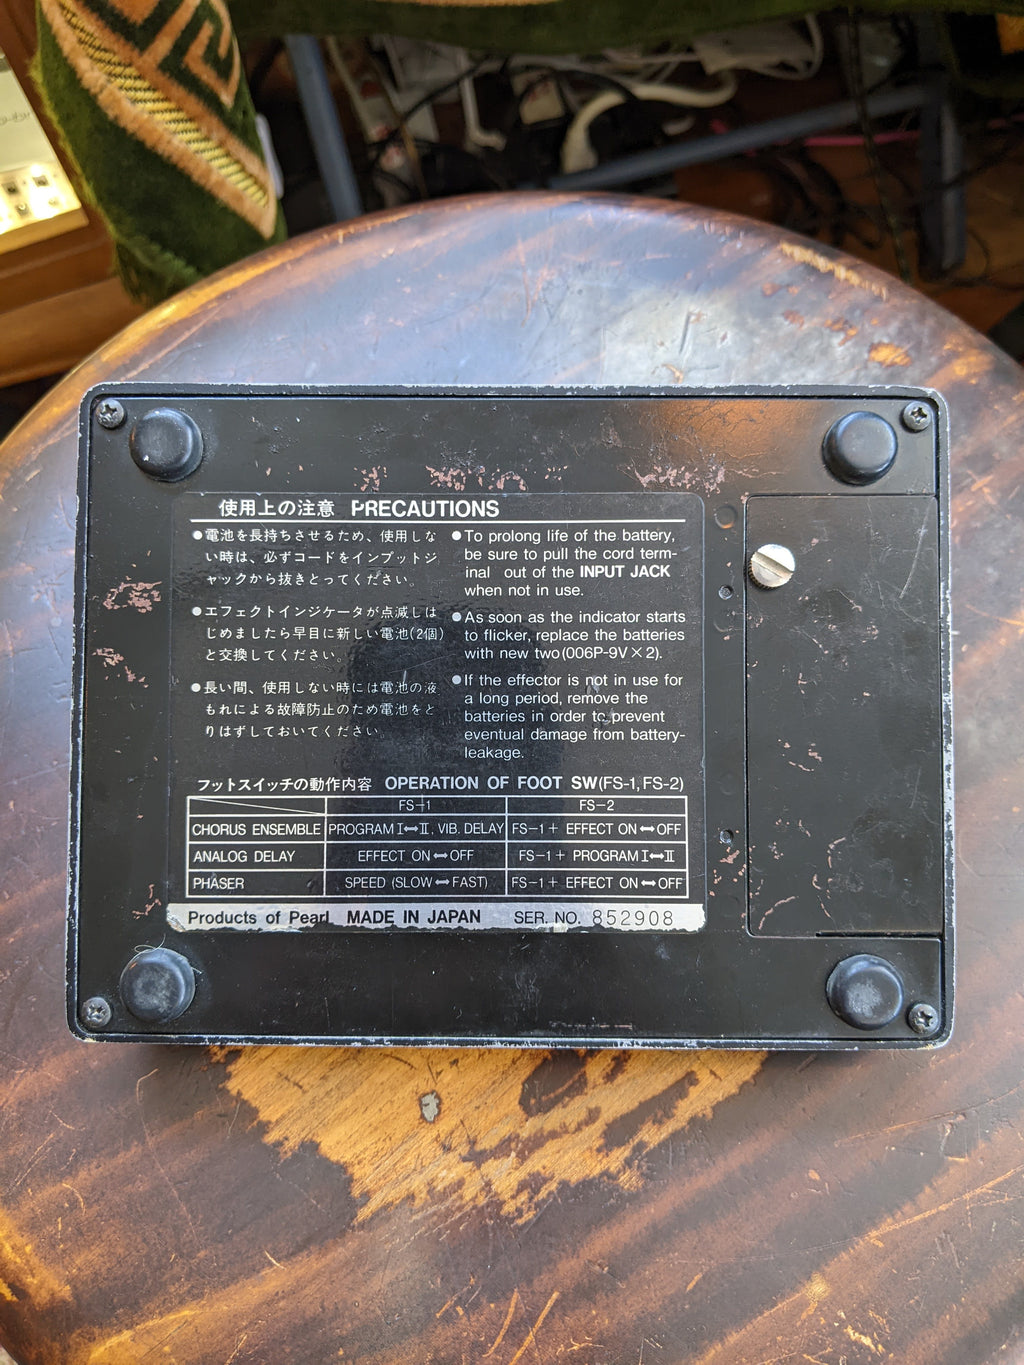 使用上の注意 PRECAUTIONS
●電池を長持ちさせるため、使用しな
い時は、必ずコードをインプットジ
ャックから抜きとってください。
●エフェクトインジケータが点滅しは
じめましたら早目に新しい電池(2個)
と交換してください。
●長い間、使用しない時には電池の液
もれによる故障防止のため電池をと
りはずしておいてください。
●To prolong life of the battery,
be sure to pull the cord term-
inal out of the INPUT JACK
when not in use.
●As soon as the indicator starts
to flicker, replace the batteries
with new two(006P-9V×2).
●If the effector is not in use for
a long period, remove the
batteries in order to prevent
eventual damage from battery-
leakage.
フットスイッチの動作内容 OPERATION OF FOOT SW(FS-1, FS-2)
FS-1 FS-2
CHORUS ENSEMBLE PROGRAM I↔II, VIB. DELAY FS-1+ EFFECT ON↔OFF
ANALOG DELAY EFFECT ON↔OFF FS-1+ PROGRAM I↔II
PHASER SPEED (SLOW↔FAST) FS-1+ EFFECT ON↔OFF
Products of Pearl MADE IN JAPAN SER. NO. 852908